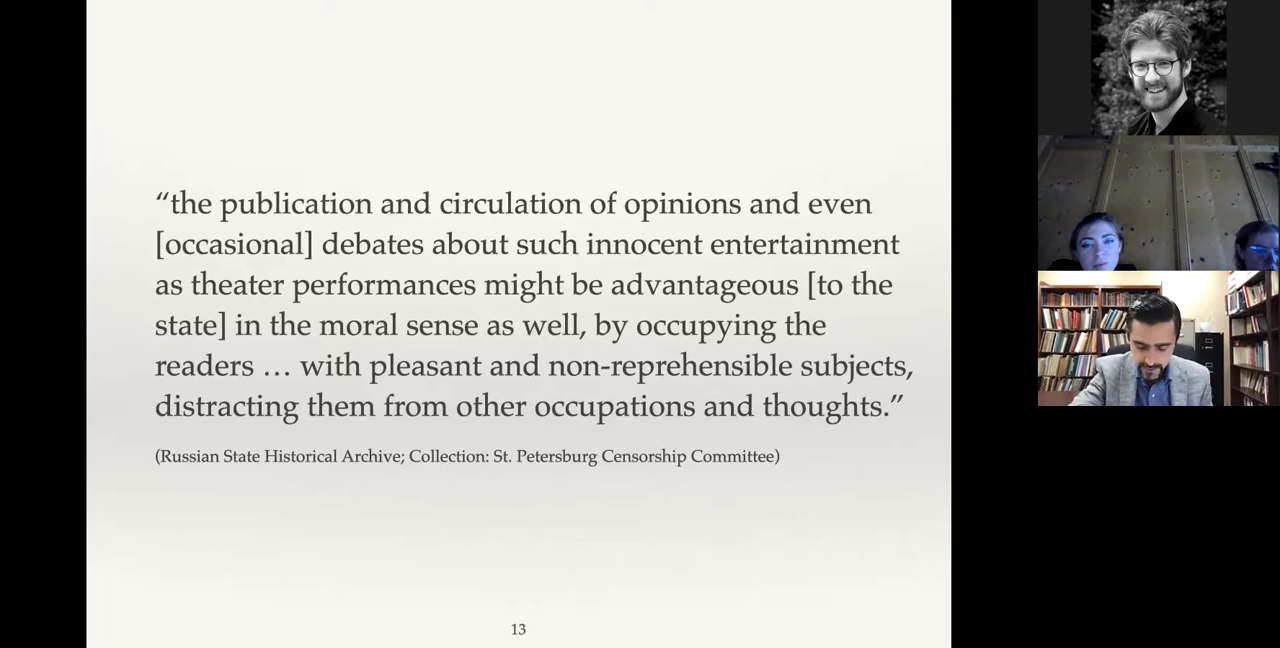 “the publication and circulation of opinions and even
[occasional] debates about such innocent entertainment
as theater performances might be advantageous [to the
state] in the moral sense as well, by occupying the
readers … with pleasant and non-reprehensible subjects,
distracting them from other occupations and thoughts.”
(Russian State Historical Archive; Collection: St. Petersburg Censorship Committee)
13